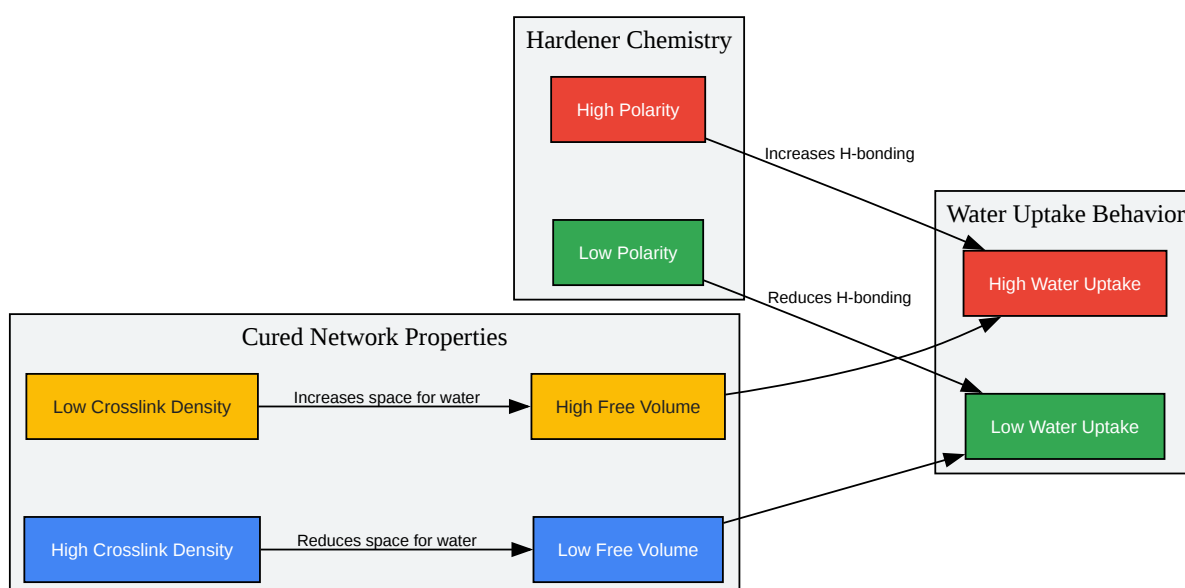 Hardener Chemistry
High Polarity
Increases H-bonding
Low Polarity
Reduces H-bonding
Water Uptake Behavior
High Water Uptake
Low Water Uptake
Cured Network Properties
Low Crosslink Density
Increases space for water
High Free Volume
High Crosslink Density
Reduces space for water
Low Free Volume